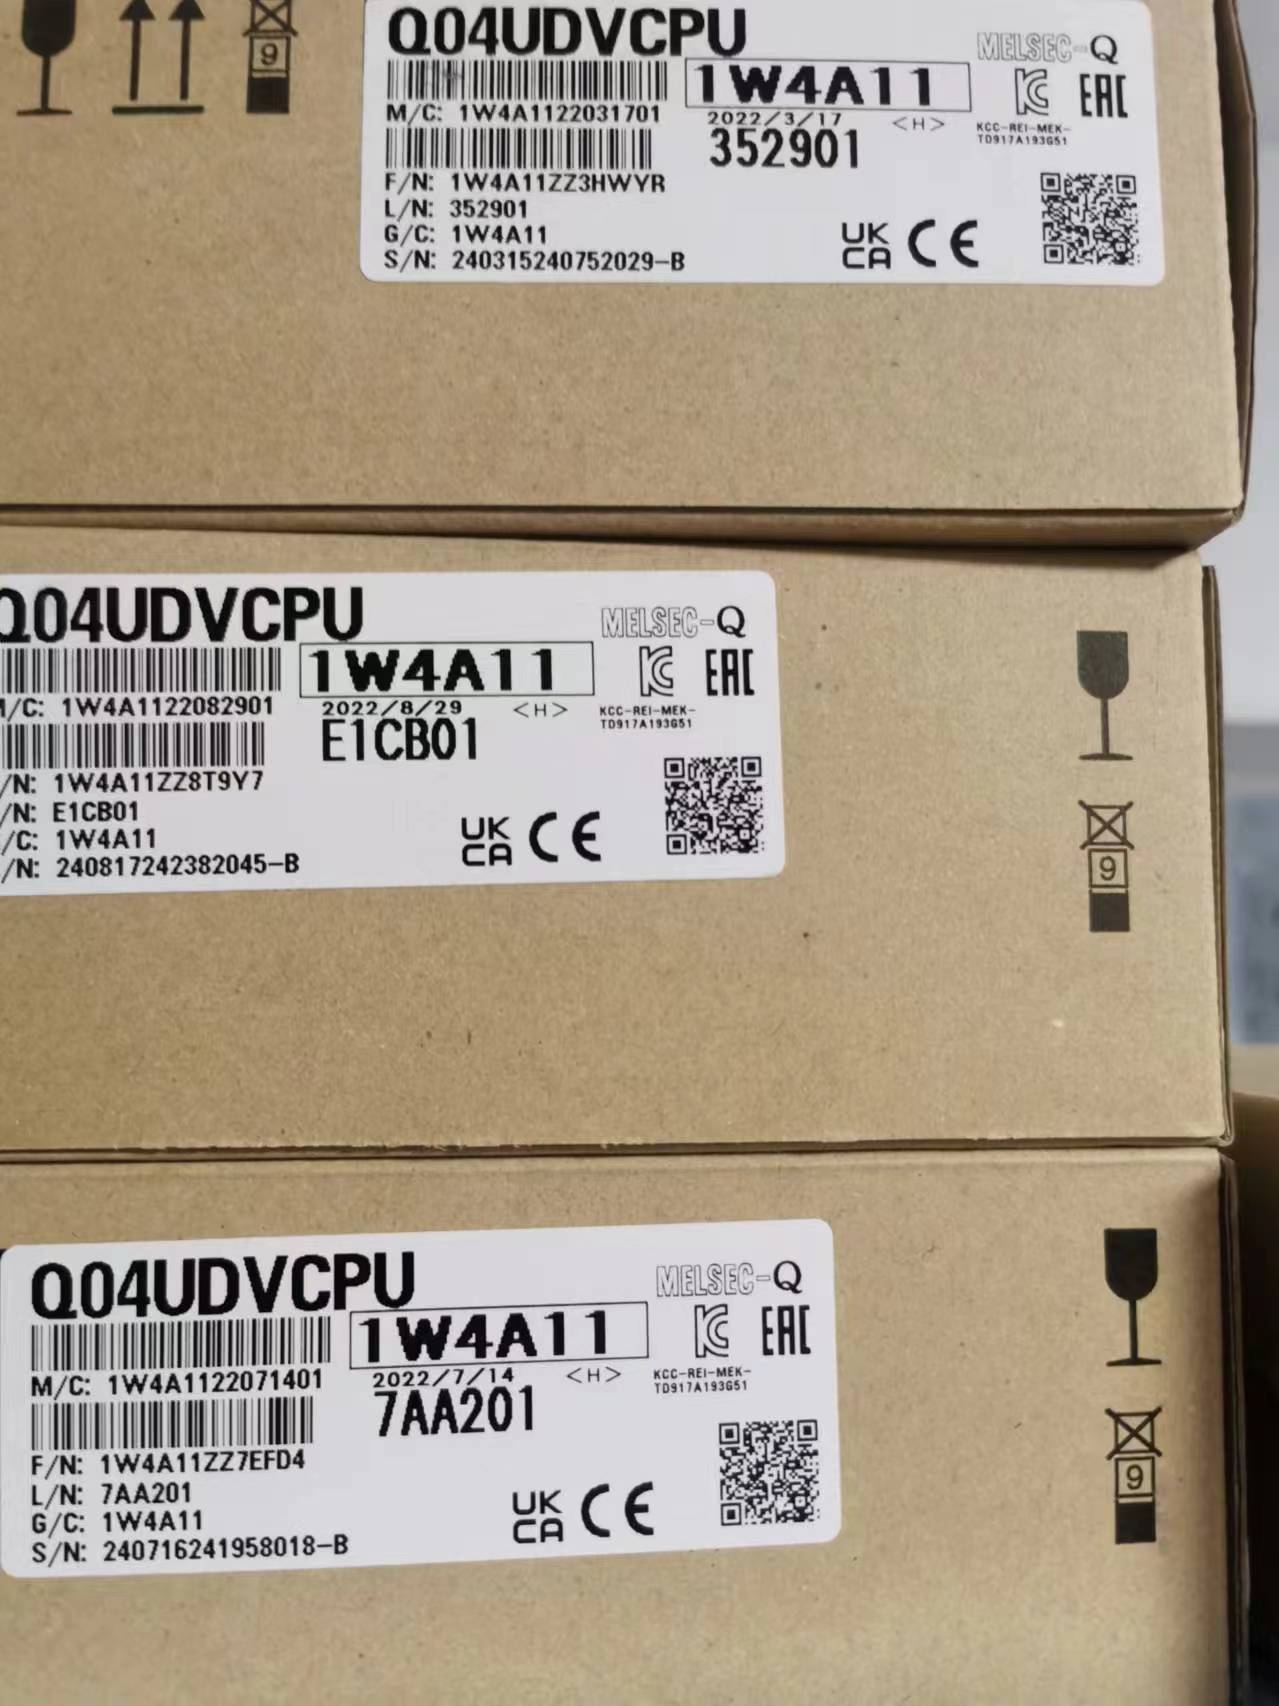 9
Q04UDVCPU
MELSEC-Q
1W4A11
EAC
M/C: 1W4A1122031701
2022/3/17 <H>
KCC-REI-MEK-
TD917A193G51
352901
F/N: 1W4A11ZZ3HWYR
L/N: 352901
G/C: 1W4A11
S/N: 240315240752029-B
UK
CA
CE
Q04UDVCPU
MELSEC-Q
1W4A11
EAC
/C: 1W4A1122082901
2022/8/29 <H>
KCC-REI-MEK-
TD917A193G51
E1CB01
/N: 1W4A11ZZ8T9Y7
/N: E1CB01
/C: 1W4A11
/N: 240817242382045-B
UK
CA
CE
9
Q04UDVCPU
MELSEC-Q
1W4A11
EAC
M/C: 1W4A1122071401
2022/7/14 <H>
KCC-REI-MEK-
TD917A193G51
7AA201
F/N: 1W4A11ZZ7EFD4
L/N: 7AA201
G/C: 1W4A11
S/N: 240716241958018-B
UK
CA
CE
9